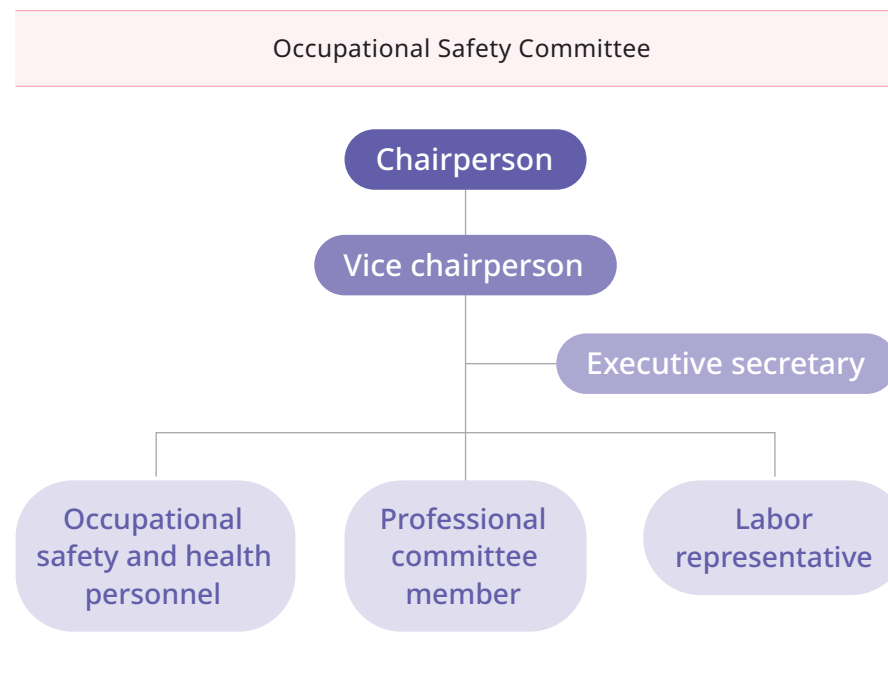 Occupational Safety Committee
Chairperson
Vice chairperson
Executive secretary
Occupational
safety and health
personnel
Professional
committee
member
Labor
representative